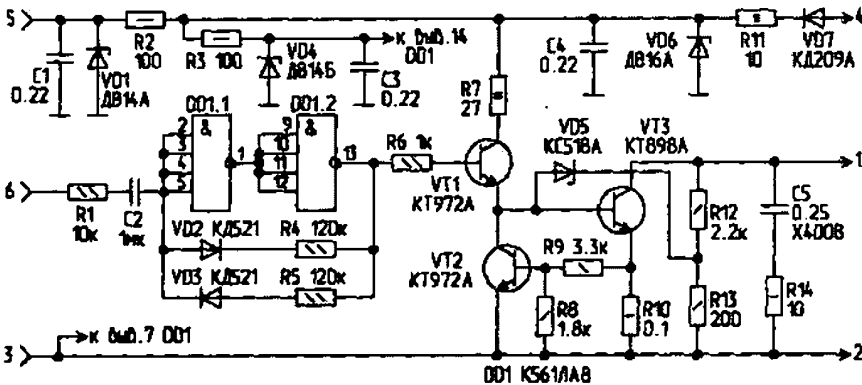 5
R2
100
R3 100
VD4
Д814Б
к выв.14
DD1
C4
0.22
VD6
Д816А
R11
10
VD7
КД209А
4
C1
0.22
VD1
Д814А
C3
0.22
DD1.1
DD1.2
R7
27
2
3
4
5
&
1
9
10
11
12
&
13
R6 1к
VT1
КТ972А
VD5
КС518А
VT3
КТ898А
1
6
R1
10к
C2
1мк
VD2 КД521
R4 120к
VD3 КД521
R5 120к
VT2
КТ972А
R9 3.3к
R12
2.2к
C5
0.25
X400В
R8
1.8к
R10
0.1
R13
200
R14
10
3
к выв.7 DD1
2
DD1 К561ЛА8